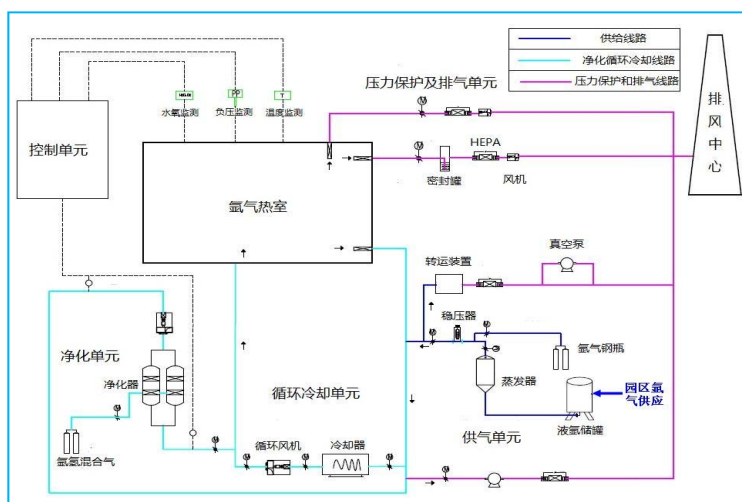 供给线路
净化循环冷却线路
压力保护和排气线路
压力保护及排气单元
排风中心
PP
T
水氧监测
负压监测
温度监测
控制单元
HEPA
密封罐
风机
氩气热室
转运装置
真空泵
稳压器
净化单元
净化器
氩气钢瓶
蒸发器
园区氩
气供应
循环冷却单元
供气单元
液氩储罐
循环风机
冷却器
氩氢混合气